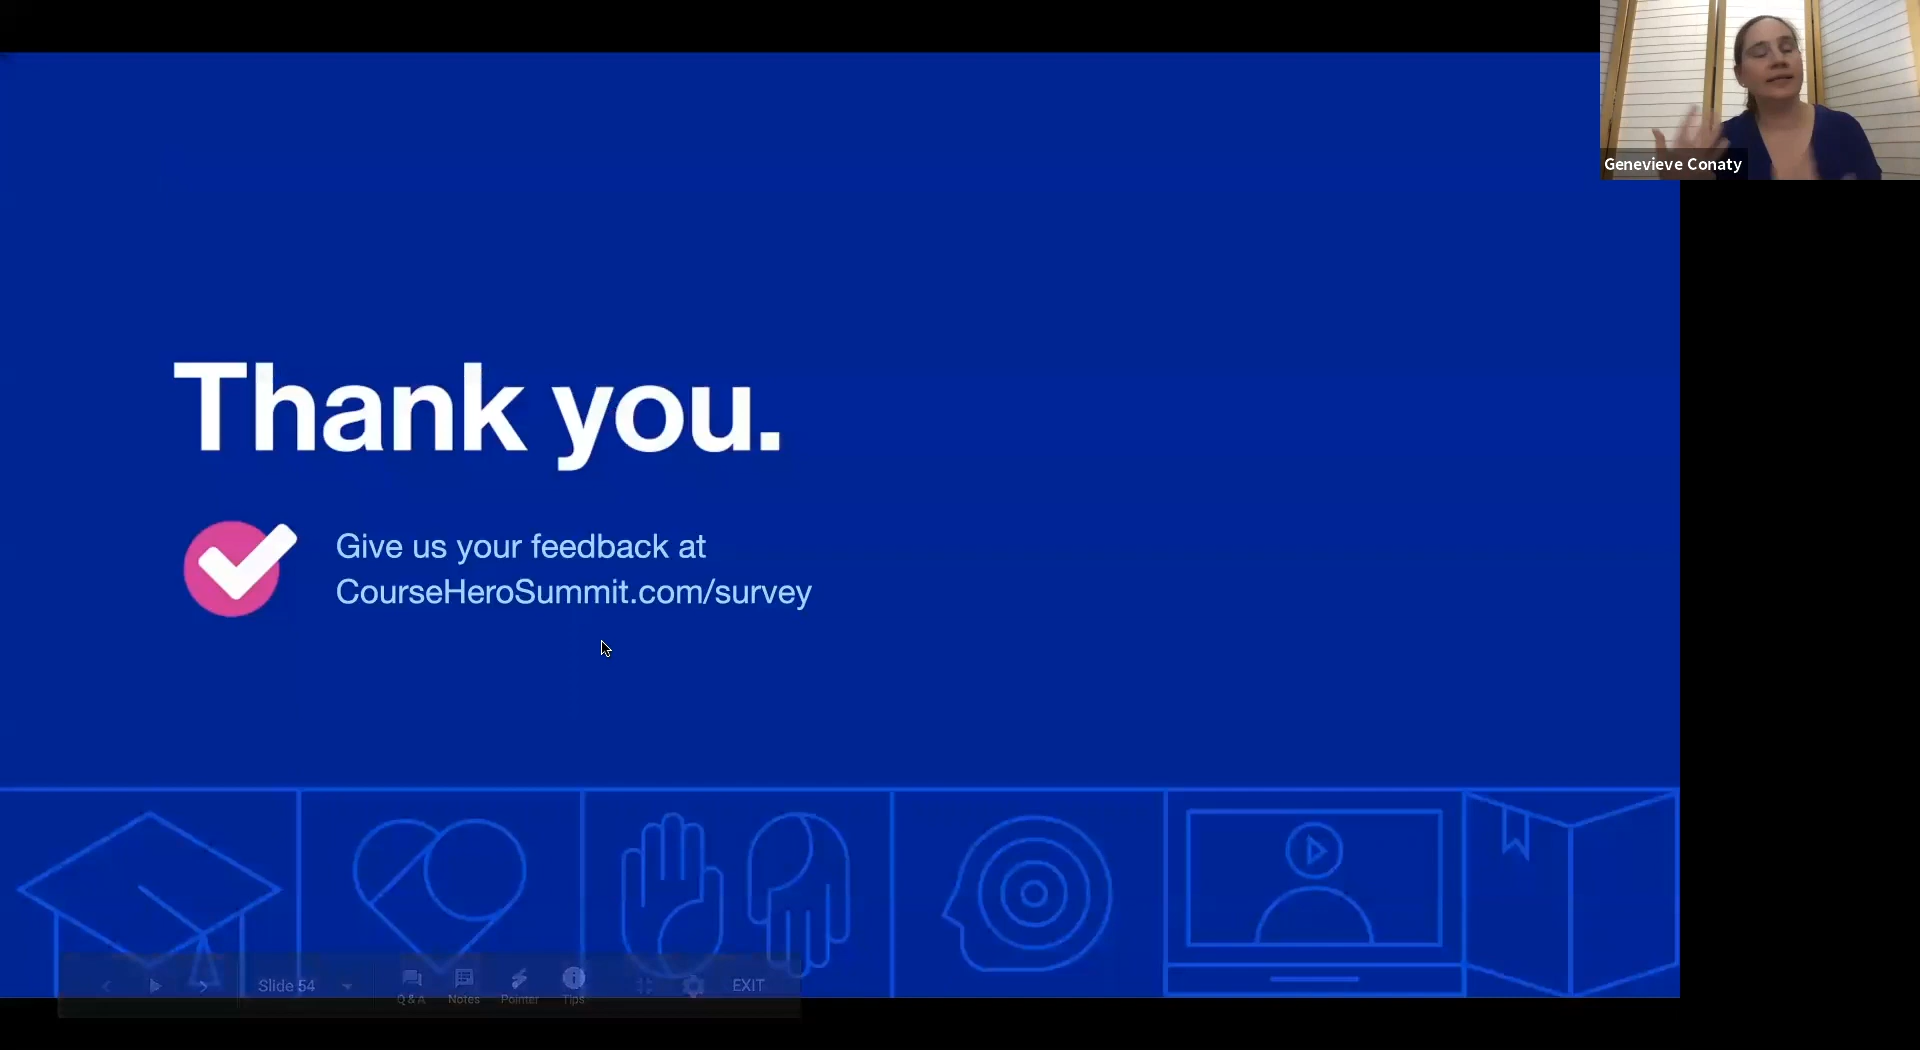 Genevieve Conaty
Thank you.
Give us your feedback at
CourseHeroSummit.com/survey
Slide 54
Q & A
Notes
Pointer
Tips
EXIT